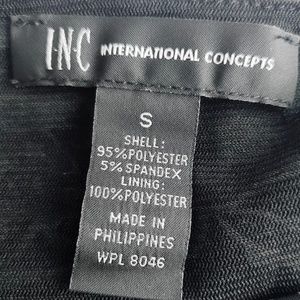 I·N·C INTERNATIONAL CONCEPTS
S
SHELL:
95%POLYESTER
5%SPANDEX
LINING:
100%POLYESTER
MADE IN
PHILIPPINES
WPL 8046